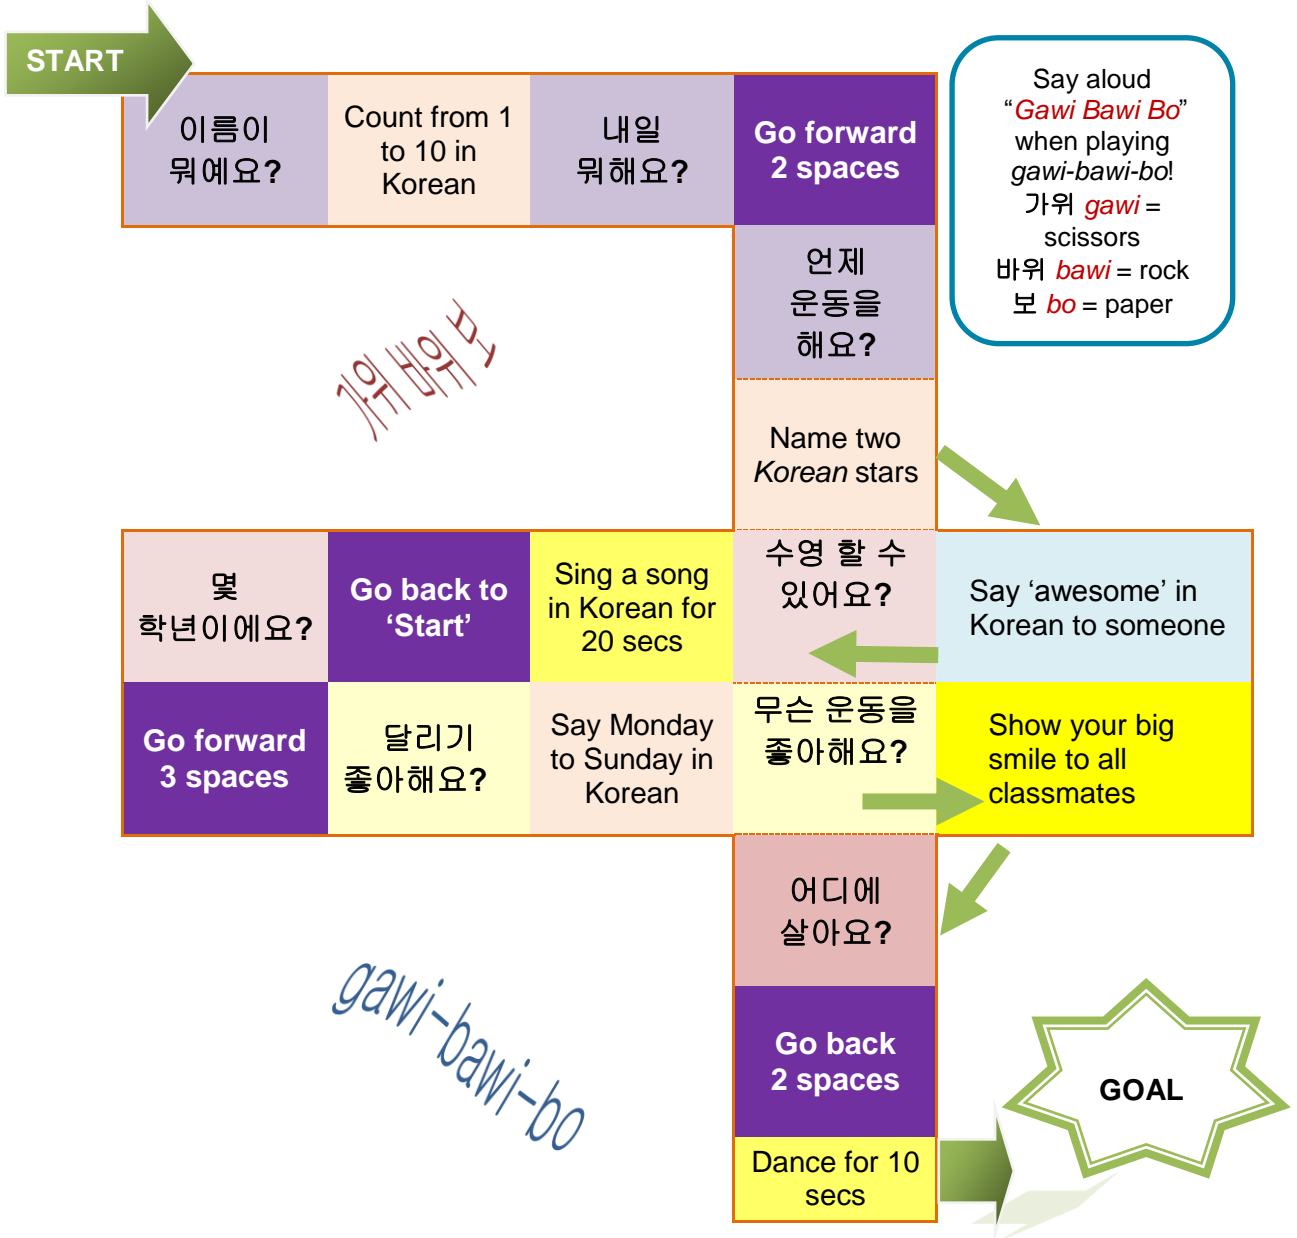 START
이름이
뭐예요?
Count from 1
to 10 in
Korean
내일
뭐해요?
Go forward
2 spaces
Say aloud
“Gawi Bawi Bo”
when playing
gawi-bawi-bo!
가위 gawi =
scissors
바위 bawi = rock
보 bo = paper
언제
운동을
해요?
가위 바위 보
Name two
Korean stars
몇
학년이에요?
Go back to
‘Start’
Sing a song
in Korean for
20 secs
수영 할 수
있어요?
Say ‘awesome’ in
Korean to someone
Go forward
3 spaces
달리기
좋아해요?
Say Monday
to Sunday in
Korean
무슨 운동을
좋아해요?
Show your big
smile to all
classmates
어디에
살아요?
gawi-bawi-bo
Go back
2 spaces
GOAL
Dance for 10
secs